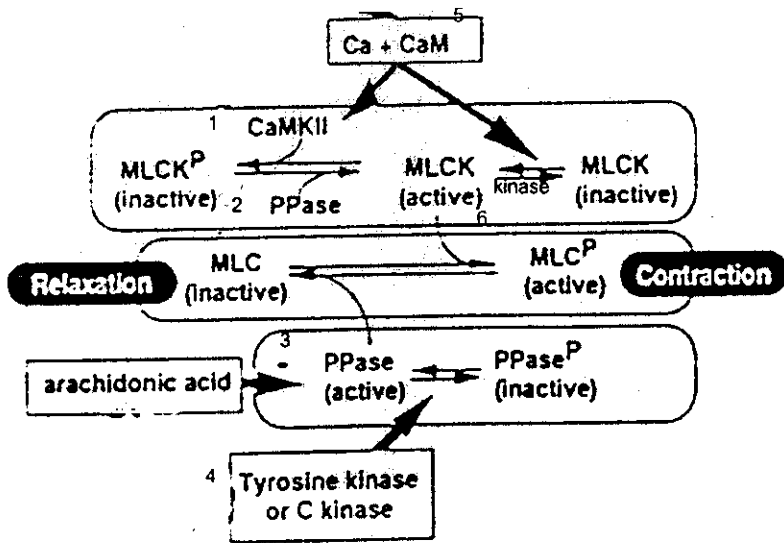 5
Ca + CaM
1
CaMKII
MLCK^P
(inactive)
MLCK
(active)
kinase
MLCK
(inactive)
2
PPase
6
Relaxation
MLC
(inactive)
MLC^P
(active)
Contraction
3
-
arachidonic acid
PPase
(active)
PPase^P
(inactive)
4
Tyrosine kinase
or C kinase